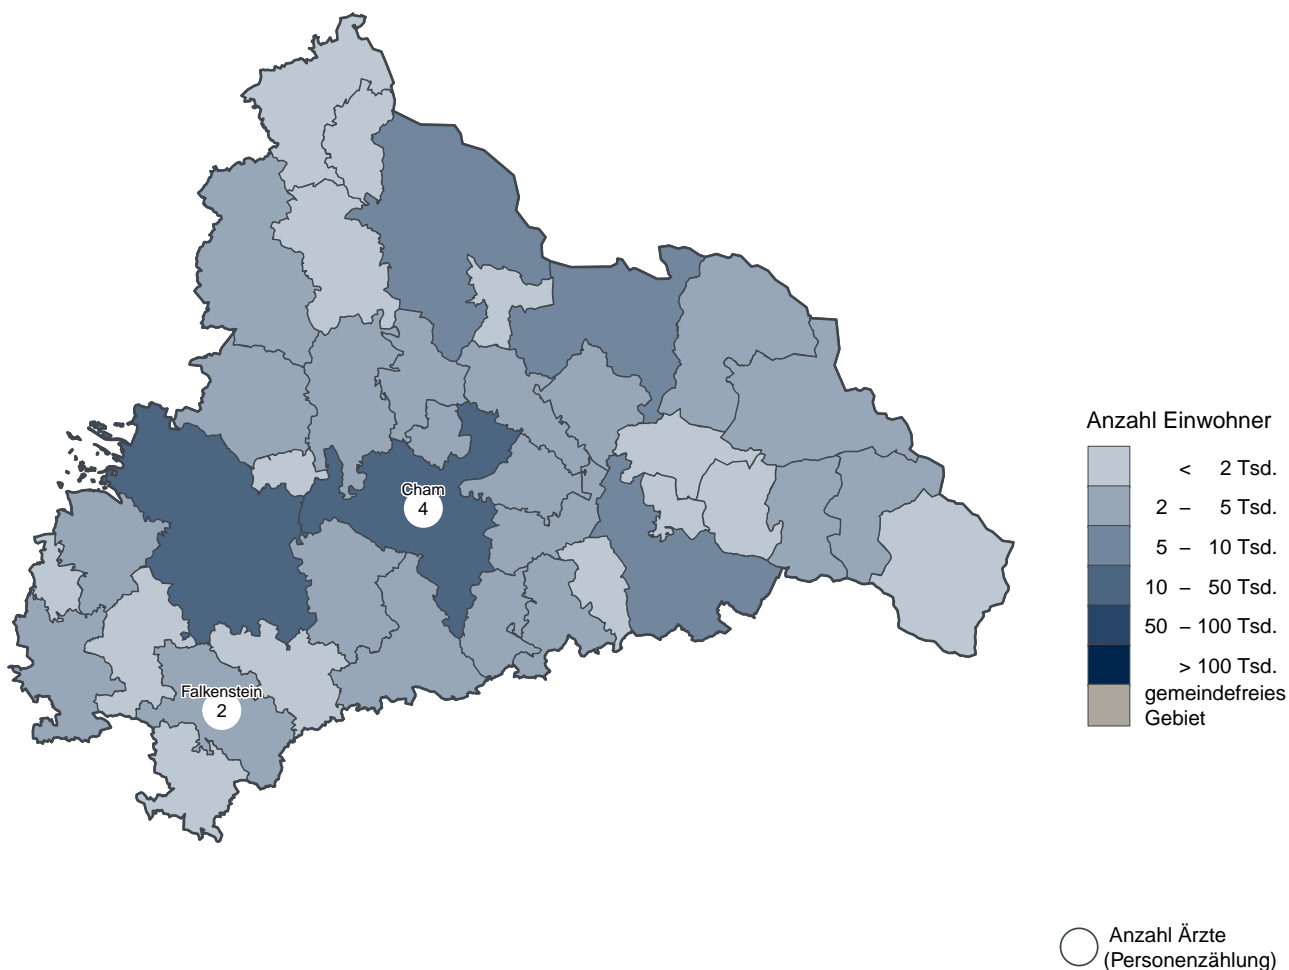 Cham
4
Falkenstein
2
Anzahl Einwohner
< 2 Tsd.
2 – 5 Tsd.
5 – 10 Tsd.
10 – 50 Tsd.
50 – 100 Tsd.
> 100 Tsd.
gemeindefreies
Gebiet
Anzahl Ärzte
(Personenzählung)